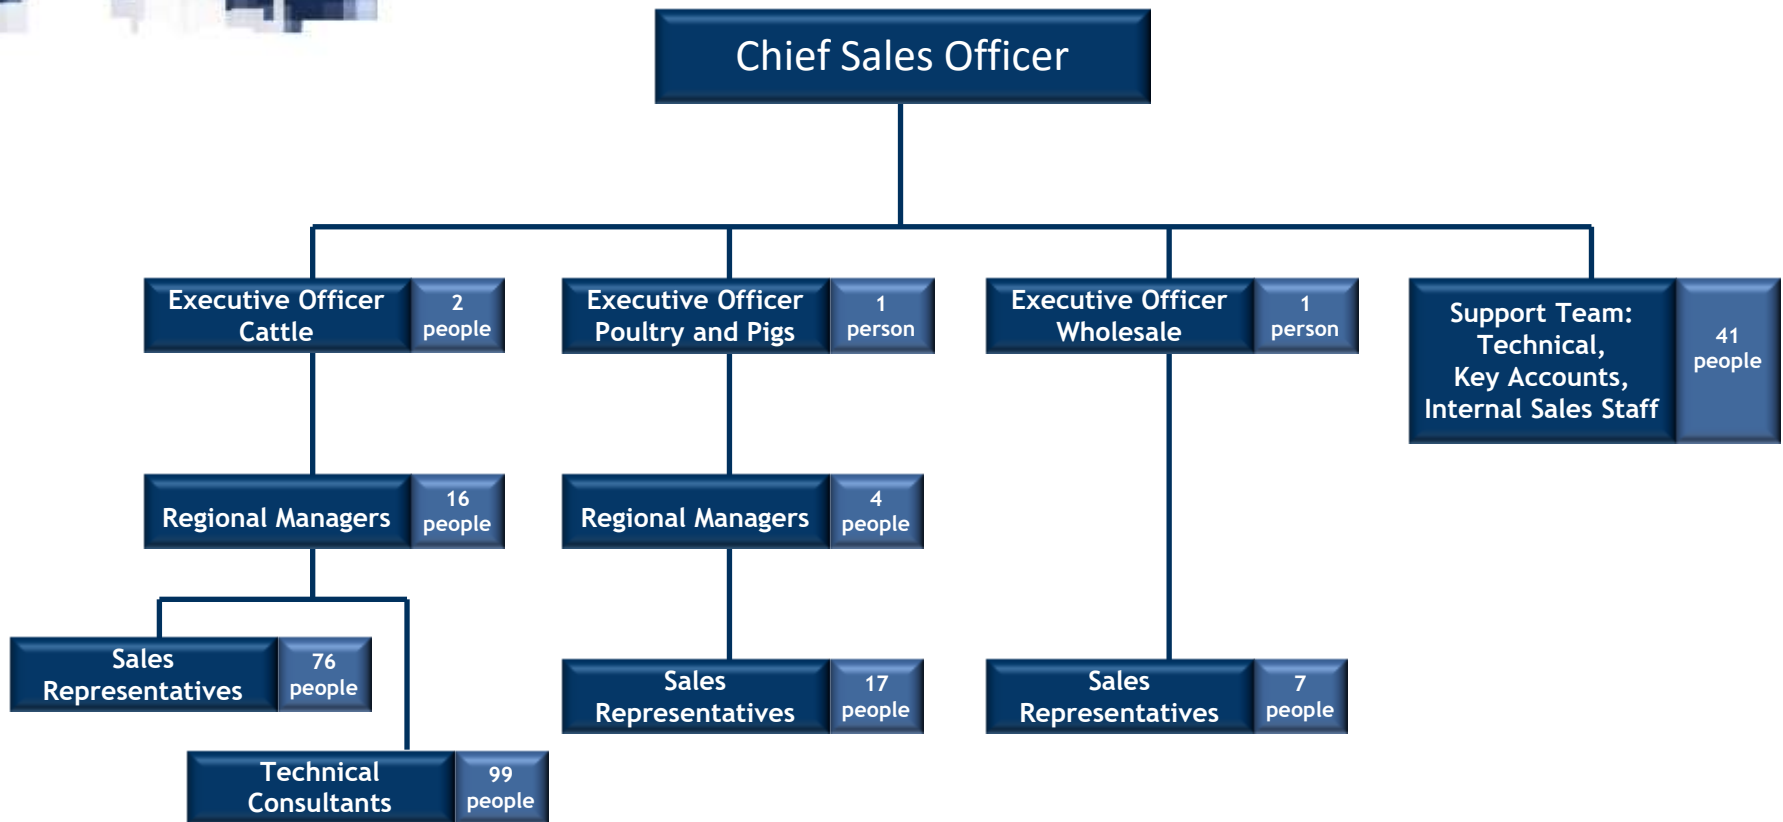 Chief Sales Officer
Executive Officer
Cattle
2
people
Executive Officer
Poultry and Pigs
1
person
Executive Officer
Wholesale
1
person
Support Team:
Technical,
Key Accounts,
Internal Sales Staff
41
people
Regional Managers
16
people
Regional Managers
4
people
Sales
Representatives
76
people
Sales
Representatives
17
people
Sales
Representatives
7
people
Technical
Consultants
99
people